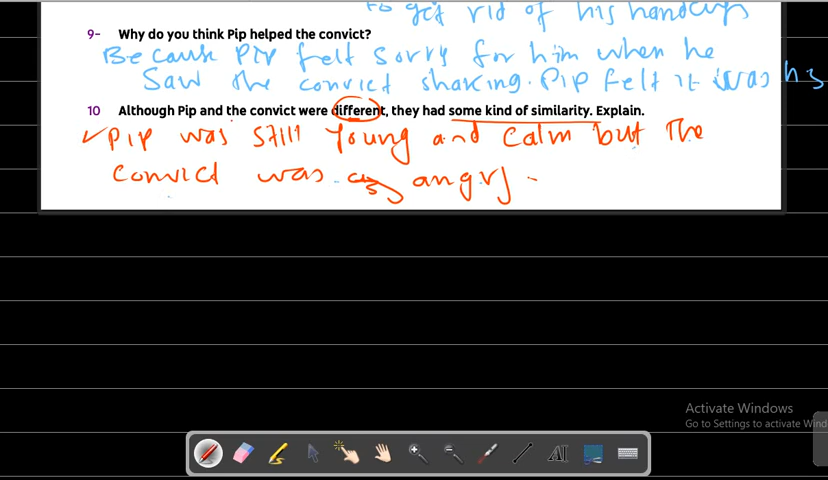 to get rid of his handcuffs
9- Why do you think Pip helped the convict?
Because Pip felt sorry for him when he
saw the convict shaking. Pip felt it was his
10 Although Pip and the convict were different, they had some kind of similarity. Explain.
Pip was still young and calm but the
convict was angry.
Activate Windows
Go to Settings to activate Wind
AI